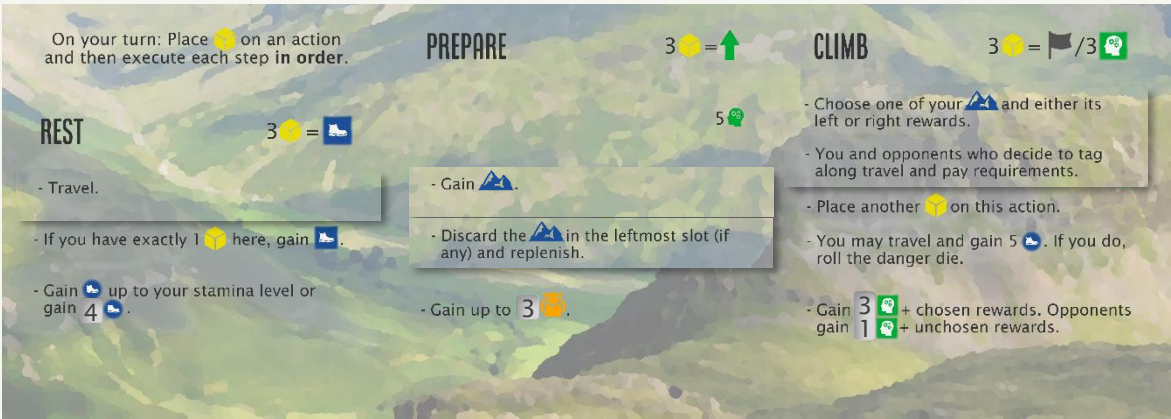 On your turn: Place on an action
and then execute each step in order.
REST
3 =
- Travel.
- If you have exactly 1 here, gain .
- Gain up to your stamina level or
gain 4 .
PREPARE
3 =
5
- Gain .
- Discard the in the leftmost slot (if
any) and replenish.
- Gain up to 3 .
CLIMB
3 = /3
- Choose one of your and either its
left or right rewards.
- You and opponents who decide to tag
along travel and pay requirements.
- Place another on this action.
- You may travel and gain 5 . If you do,
roll the danger die.
- Gain 3 + chosen rewards. Opponents
gain 1 + unchosen rewards.